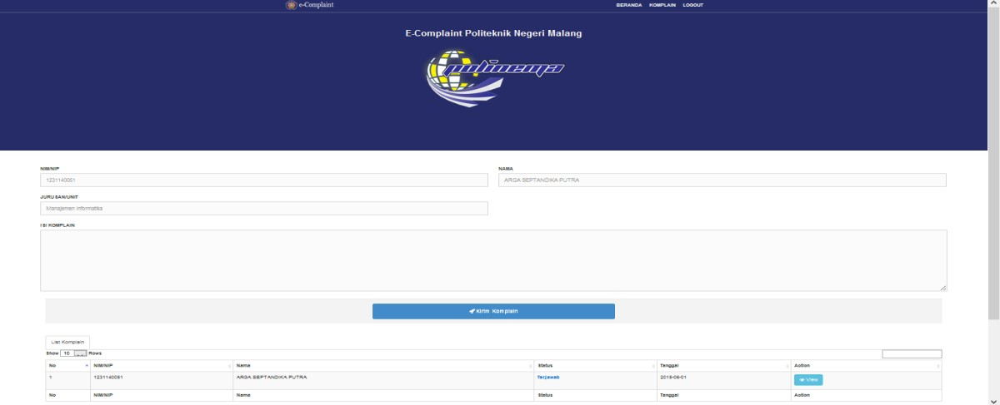 e-Complaint BERANDA KOMPLAIN LOGOUT
E-Complaint Politeknik Negeri Malang
polinema
NIM/NIP NAMA
1231140051 ARGA SEPTANDIKA PUTRA
JURUSAN/UNIT
Manajemen Informatika
ISI KOMPLAIN
Kirim Komplain
List Komplain
Show 10 Rows
No NIM/NIP Nama Status Tanggal Action
1 1231140051 ARGA SEPTANDIKA PUTRA Terjawab 2015-06-01 View
No NIM/NIP Nama Status Tanggal Action